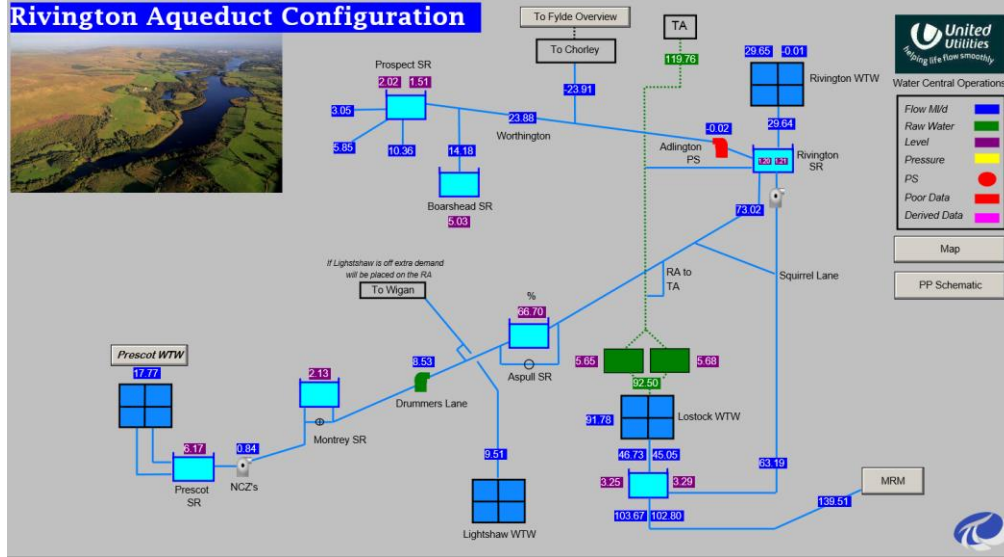 Rivington Aqueduct Configuration
To Fylde Overview
To Chorley
TA
119.76
-23.91
29.65 -0.01
Rivington WTW
29.64
United
Utilities
helping life flow smoothly
Water Central Operations
Flow Ml/d
Raw Water
Level
Pressure
PS
Poor Data
Derived Data
Map
PP Schematic
Prospect SR
2.02 1.51
3.05
5.85
10.36
14.18
23.88
Worthington
Boarshead SR
5.03
-0.02
Adlington
PS
1.20 1.21
Rivington
SR
73.02
Squirrel Lane
RA to
TA
If Lightshaw is off extra demand
will be placed on the RA
To Wigan
%
66.70
Aspull SR
8.53
Drummers Lane
Prescot WTW
17.77
2.13
Montrey SR
6.17
0.84
Prescot
SR
NCZ's
9.51
Lightshaw WTW
5.65
5.68
92.50
91.78
Lostock WTW
46.73 45.05
63.19
3.25
3.29
103.67 102.80
139.51
MRM